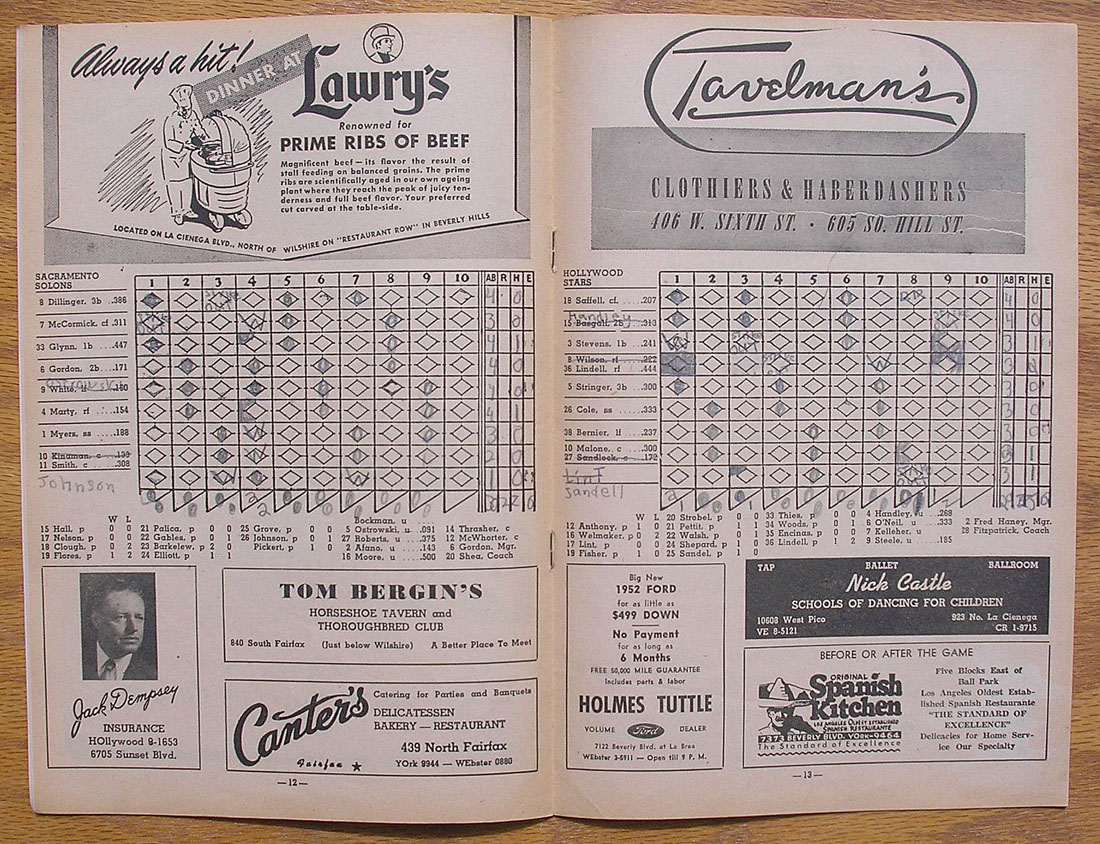 Always a hit!
DINNER AT
Lawry's
Renowned for
PRIME RIBS OF BEEF
Magnificent beef — its flavor the result of
stall feeding on balanced grains. The prime
ribs are scientifically aged in our own ageing
plant where they reach the peak of juicy ten-
derness and full beef flavor. Your preferred
cut carved at the table-side.
LOCATED ON LA CIENEGA BLVD., NORTH OF WILSHIRE ON "RESTAURANT ROW" IN BEVERLY HILLS
SACRAMENTO
SOLONS
1 2 3 4 5 6 7 8 9 10 AB R H E
8 Dillinger, 3b .386
7 McCormick, cf .311
33 Glynn, 1b .447
6 Gordon, 2b .171
9 White, lf .160
4 Marty, rf .154
1 Myers, ss .188
10 Kinaman, c .133
11 Smith, c .308
Johnson
W L
15 Hall, p 0 0
17 Nelson, p 0 0
18 Clough, p 0 2
19 Flores, p 1 2
21 Palica, p 0 0
22 Gables, p 0 1
23 Barkelew, p 2 0
24 Elliott, p 1 1
25 Grove, p 0 0
26 Johnson, p 0 1
Pickert, p 1 0
Bockman, u
5 Ostrowski, u .091
27 Roberts, u .375
2 Alano, u .143
16 Moore, u .500
14 Thrasher, c
12 McWhorter, c
6 Gordon, Mgr.
20 Shea, Coach
Jack Dempsey
INSURANCE
HOllywood 9-1653
6705 Sunset Blvd.
TOM BERGIN'S
HORSESHOE TAVERN and
THOROUGHBRED CLUB
840 South Fairfax (Just below Wilshire) A Better Place To Meet
Canter's
Fairfax
Catering for Parties and Banquets
DELICATESSEN
BAKERY — RESTAURANT
439 North Fairfax
YOrk 9944 — WEbster 0880
—12—
Tavelman's
CLOTHIERS & HABERDASHERS
406 W. SIXTH ST. • 605 SO. HILL ST.
HOLLYWOOD
STARS
1 2 3 4 5 6 7 8 9 10 AB R H E
18 Saffell, cf .207
Handley
15 Basgall, 2b .313
3 Stevens, 1b .241
8 Wilson, rf .222
36 Lindell, rf .444
5 Stringer, 3b .300
26 Cole, ss .333
38 Bernier, lf .237
10 Malone, c .300
27 Sandlock, c .172
Lint
Sandell
W L
12 Anthony, p 1 0
16 Welmaker, p 0 0
17 Lint, p 0 0
19 Fisher, p 1 0
20 Strobel, p 0 0
21 Pettit, p 1 1
22 Walsh, p 0 1
24 Shepard, p 1 0
25 Sandel, p 1 0
33 Thies, p 0 0
34 Woods, p 0 1
35 Encinas, p 0 0
36 Lindell, p 1 2
4 Handley, u .268
6 O'Neil, u .333
7 Kelleher, u
9 Steele, u .185
2 Fred Haney, Mgr.
28 Fitzpatrick, Coach
Big New
1952 FORD
for as little as
$499 DOWN
No Payment
for as long as
6 Months
FREE 50,000 MILE GUARANTEE
Includes parts & labor
HOLMES TUTTLE
VOLUME Ford DEALER
7122 Beverly Blvd. at La Brea
WEbster 3-5911 — Open till 9 P.M.
TAP BALLET BALLROOM
Nick Castle
SCHOOLS OF DANCING FOR CHILDREN
10608 West Pico
VE 8-5121
923 No. La Cienega
CR 1-9715
BEFORE OR AFTER THE GAME
ORIGINAL
Spanish
Kitchen
LOS ANGELES OLDEST ESTABLISHED
SPANISH RESTAURANTE
7373 BEVERLY BLVD. YORK-9464
The Standard of Excellence
Five Blocks East of
Ball Park
Los Angeles Oldest Estab-
lished Spanish Restaurante
"THE STANDARD OF
EXCELLENCE"
Delicacies for Home Serv-
ice Our Specialty
—13—